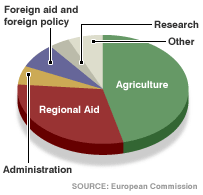 Foreign aid and
foreign policy
Research
Other
Agriculture
Regional Aid
Administration
SOURCE: European Commission